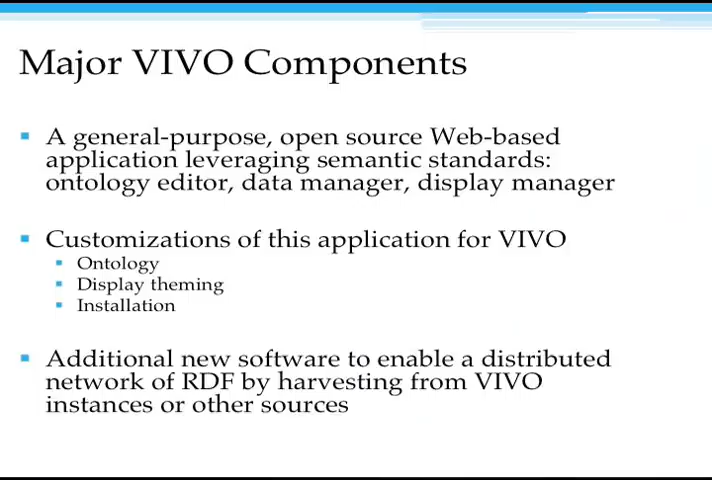 Major VIVO Components
A general-purpose, open source Web-based
application leveraging semantic standards:
ontology editor, data manager, display manager
Customizations of this application for VIVO
Ontology
Display theming
Installation
Additional new software to enable a distributed
network of RDF by harvesting from VIVO
instances or other sources